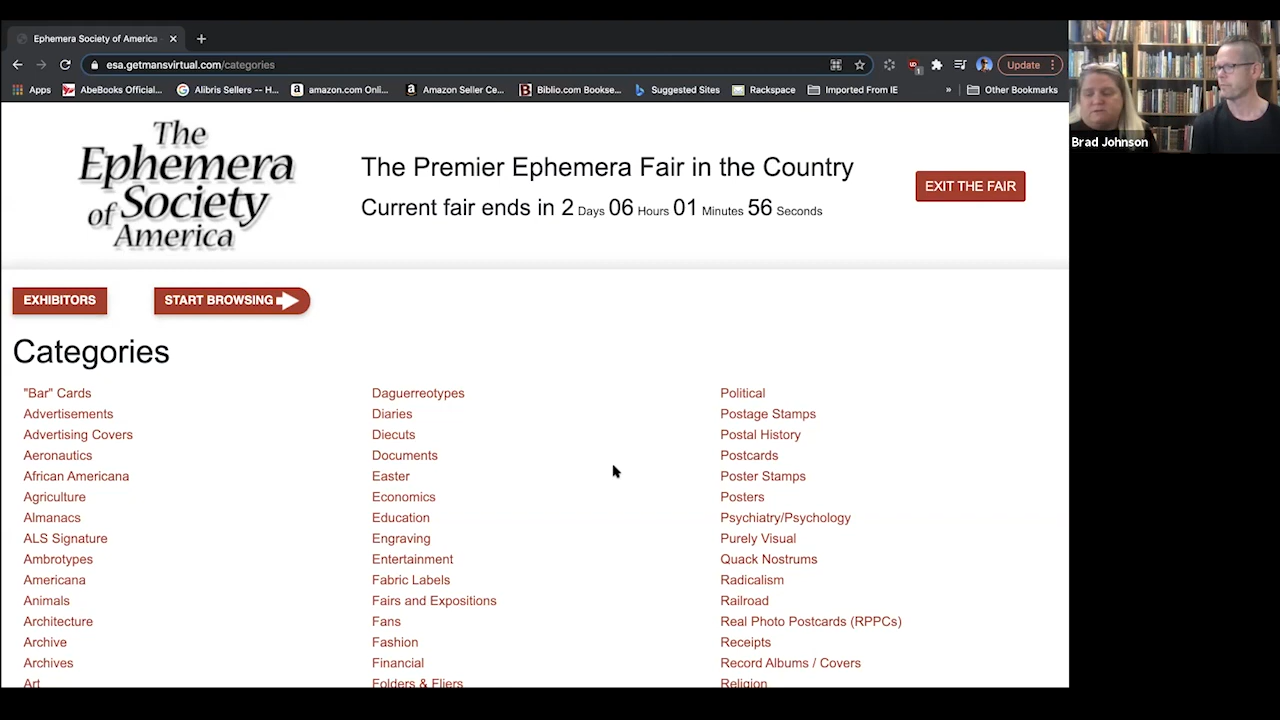 Ephemera Society of America
esa.getmansvirtual.com/categories
Update
Apps
AbeBooks Official...
Alibris Sellers -- H...
amazon.com Onli...
Amazon Seller Ce...
Biblio.com Bookse...
Suggested Sites
Rackspace
Imported From IE
»
Other Bookmarks
Brad Johnson
The
Ephemera
of Society
America
The Premier Ephemera Fair in the Country
Current fair ends in 2 Days 06 Hours 01 Minutes 56 Seconds
EXIT THE FAIR
EXHIBITORS
START BROWSING
Categories
"Bar" Cards
Advertisements
Advertising Covers
Aeronautics
African Americana
Agriculture
Almanacs
ALS Signature
Ambrotypes
Americana
Animals
Architecture
Archive
Archives
Art
Daguerreotypes
Diaries
Diecuts
Documents
Easter
Economics
Education
Engraving
Entertainment
Fabric Labels
Fairs and Expositions
Fans
Fashion
Financial
Folders & Fliers
Political
Postage Stamps
Postal History
Postcards
Poster Stamps
Posters
Psychiatry/Psychology
Purely Visual
Quack Nostrums
Radicalism
Railroad
Real Photo Postcards (RPPCs)
Receipts
Record Albums / Covers
Religion